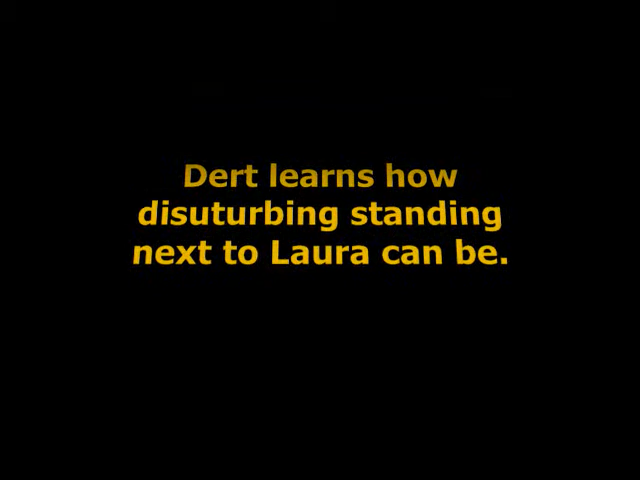 Dert learns how
disuturbing standing
next to Laura can be.